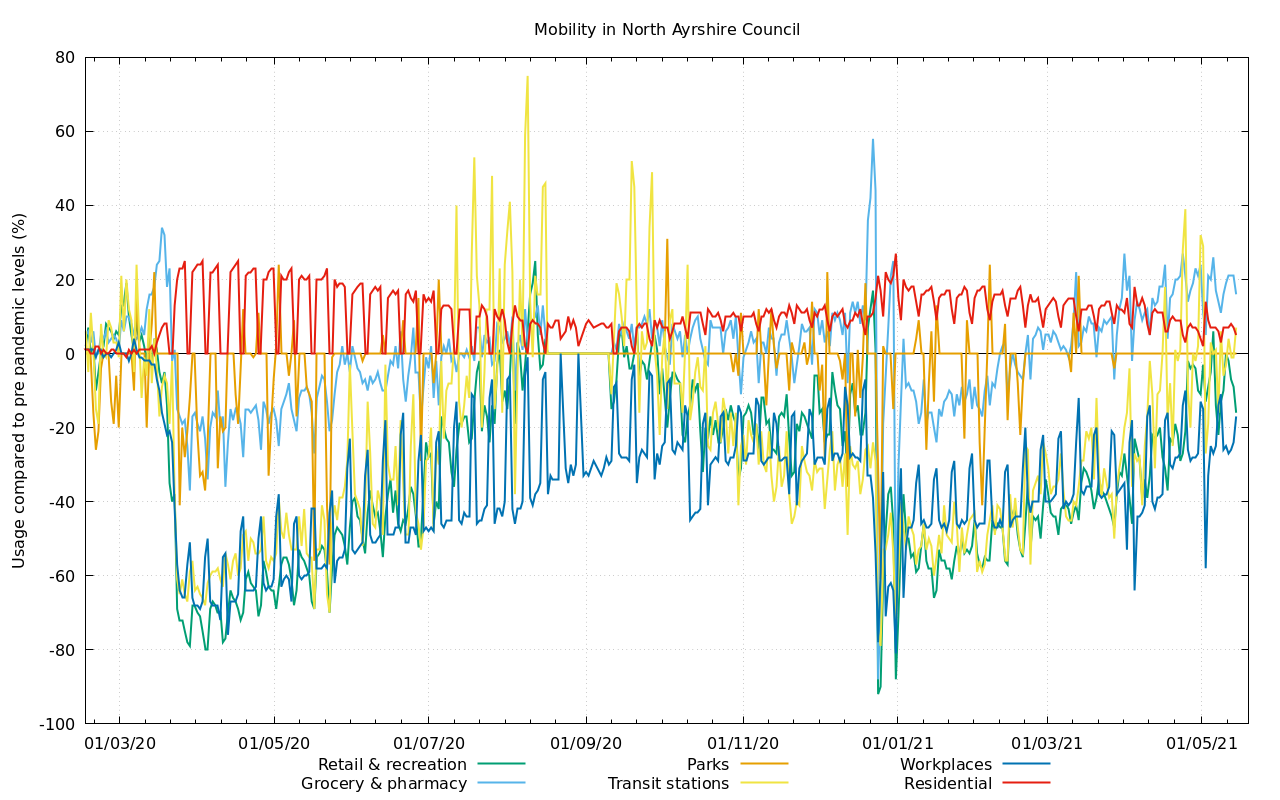 Mobility in North Ayrshire Council
Usage compared to pre pandemic levels (%)
80
60
40
20
0
-20
-40
-60
-80
-100
01/03/20 01/05/20 01/07/20 01/09/20 01/11/20 01/01/21 01/03/21 01/05/21
Retail & recreation Parks Workplaces
Grocery & pharmacy Transit stations Residential